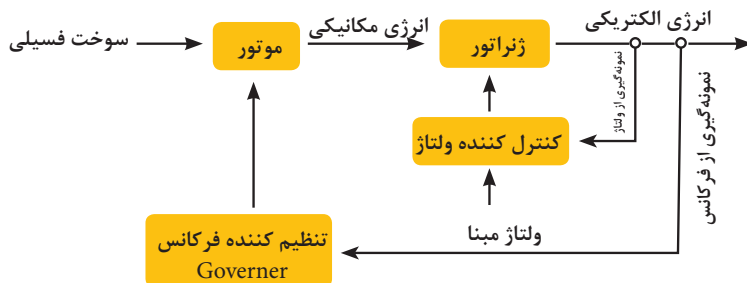 سوخت فسیلی
موتور
انرژی مکانیکی
ژنراتور
انرژی الکتریکی
نمونه‌گیری از ولتاژ
نمونه‌گیری از فرکانس
کنترل کننده ولتاژ
ولتاژ مبنا
تنظیم کننده فرکانس
Governer